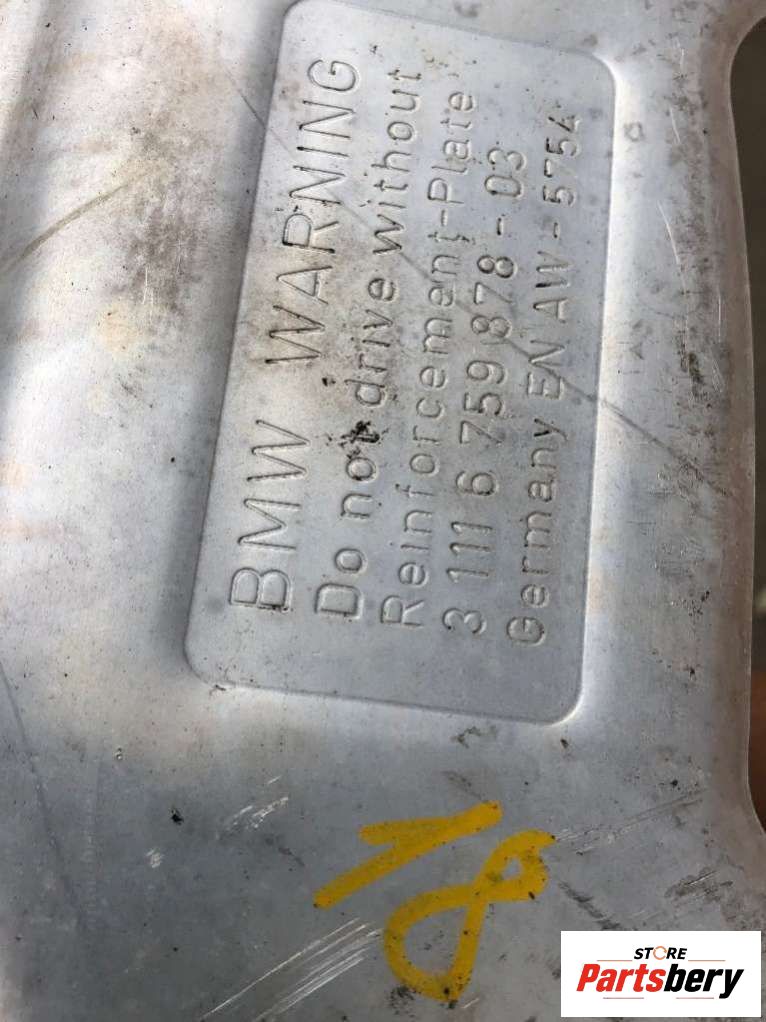 BMW WARNING
Do not drive without
Reinforcement-Plate
3 111 6 759 878 - 03
Germany EN AW - 5754
18
STORE
Partsbery